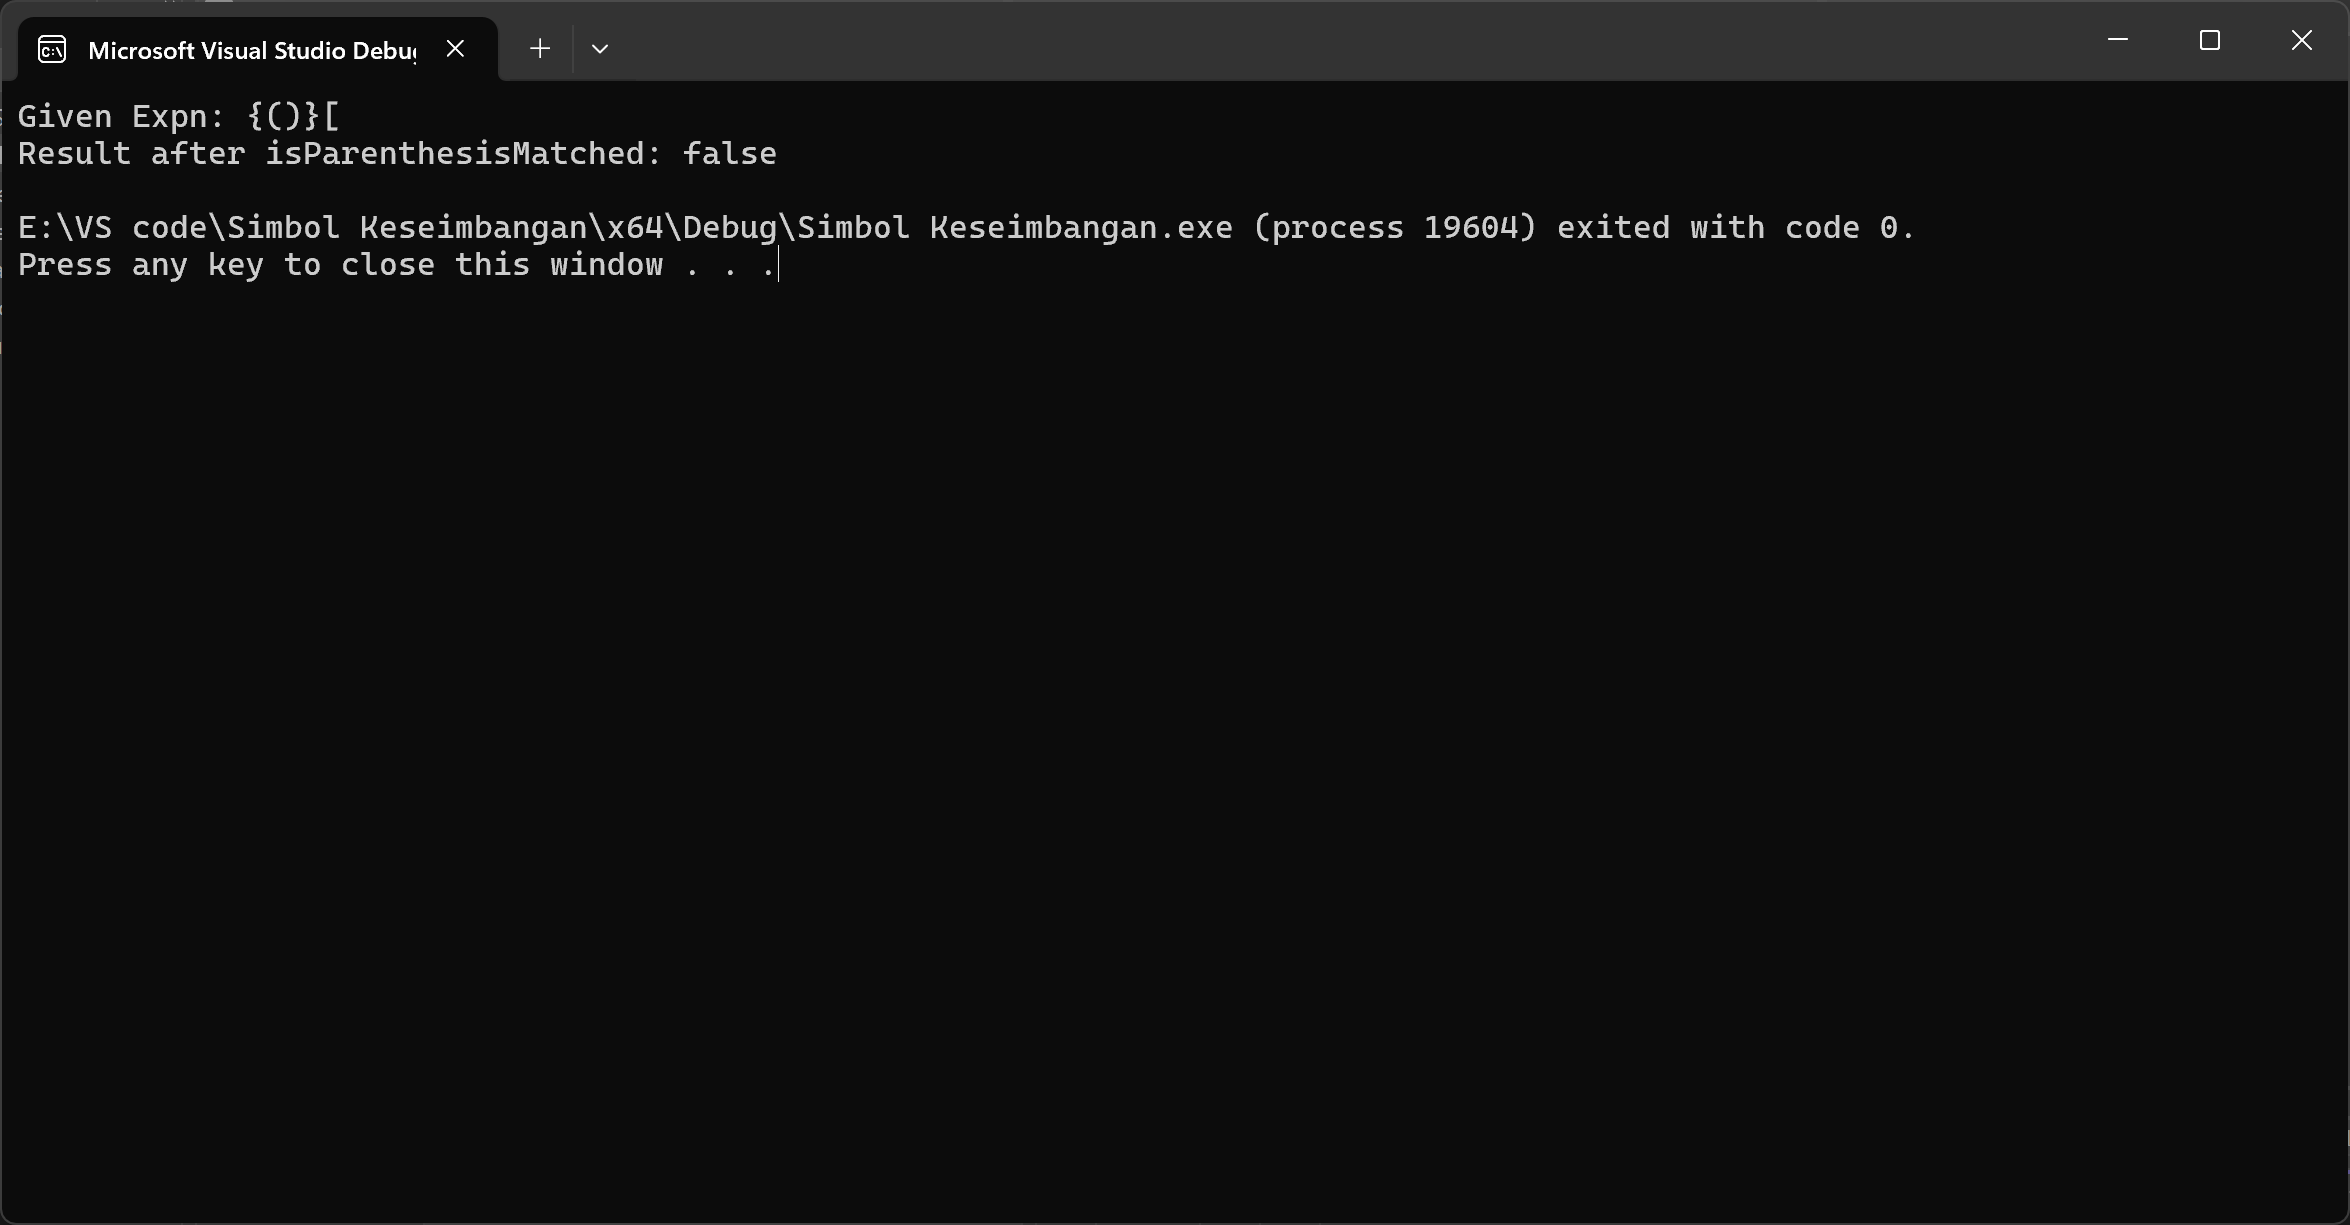 Microsoft Visual Studio Debug
Given Expn: {()}[
Result after isParenthesisMatched: false
E:\VS code\Simbol Keseimbangan\x64\Debug\Simbol Keseimbangan.exe (process 19604) exited with code 0.
Press any key to close this window . . .